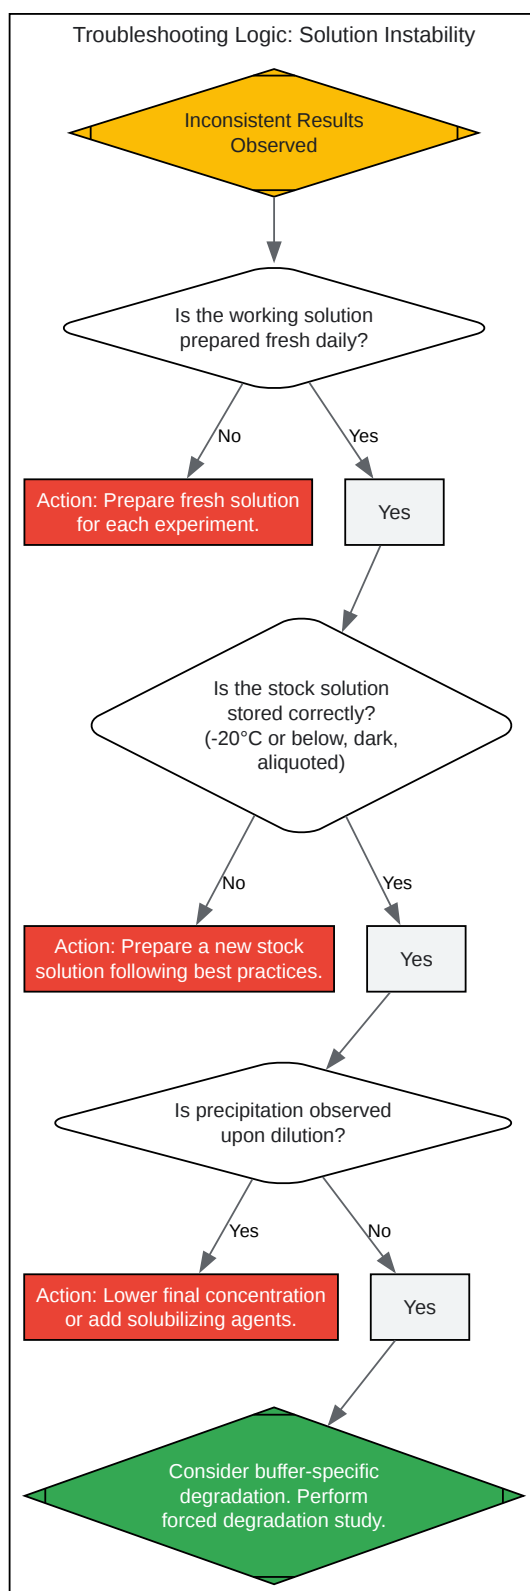 Troubleshooting Logic: Solution Instability
Inconsistent Results
Observed
Is the working solution
prepared fresh daily?
No
Yes
Action: Prepare fresh solution
for each experiment.
Yes
Is the stock solution
stored correctly?
(-20°C or below, dark,
aliquoted)
No
Yes
Action: Prepare a new stock
solution following best practices.
Yes
Is precipitation observed
upon dilution?
Yes
No
Action: Lower final concentration
or add solubilizing agents.
Yes
Consider buffer-specific
degradation. Perform
forced degradation study.